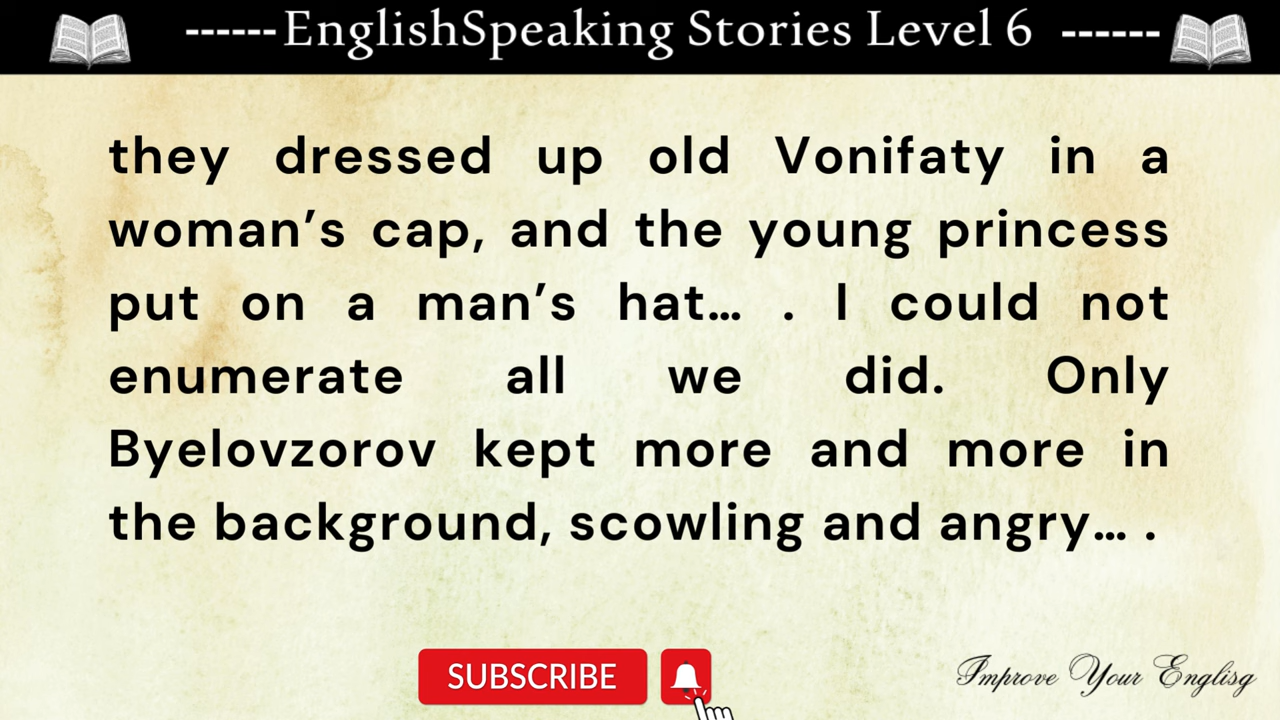 ------EnglishSpeaking Stories Level 6 ------
they dressed up old Vonifaty in a
woman’s cap, and the young princess
put on a man’s hat… . I could not
enumerate all we did. Only
Byelovzorov kept more and more in
the background, scowling and angry… .
SUBSCRIBE
Improve Your Englisg